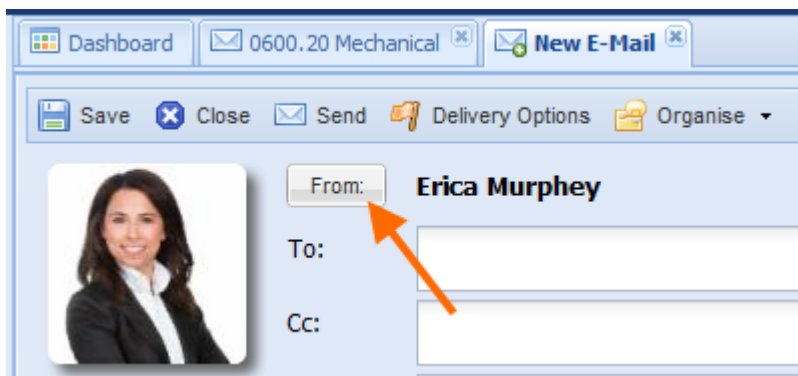 Dashboard 0600.20 Mechanical New E-Mail
Save Close Send Delivery Options Organise
From: Erica Murphey
To:
Cc: